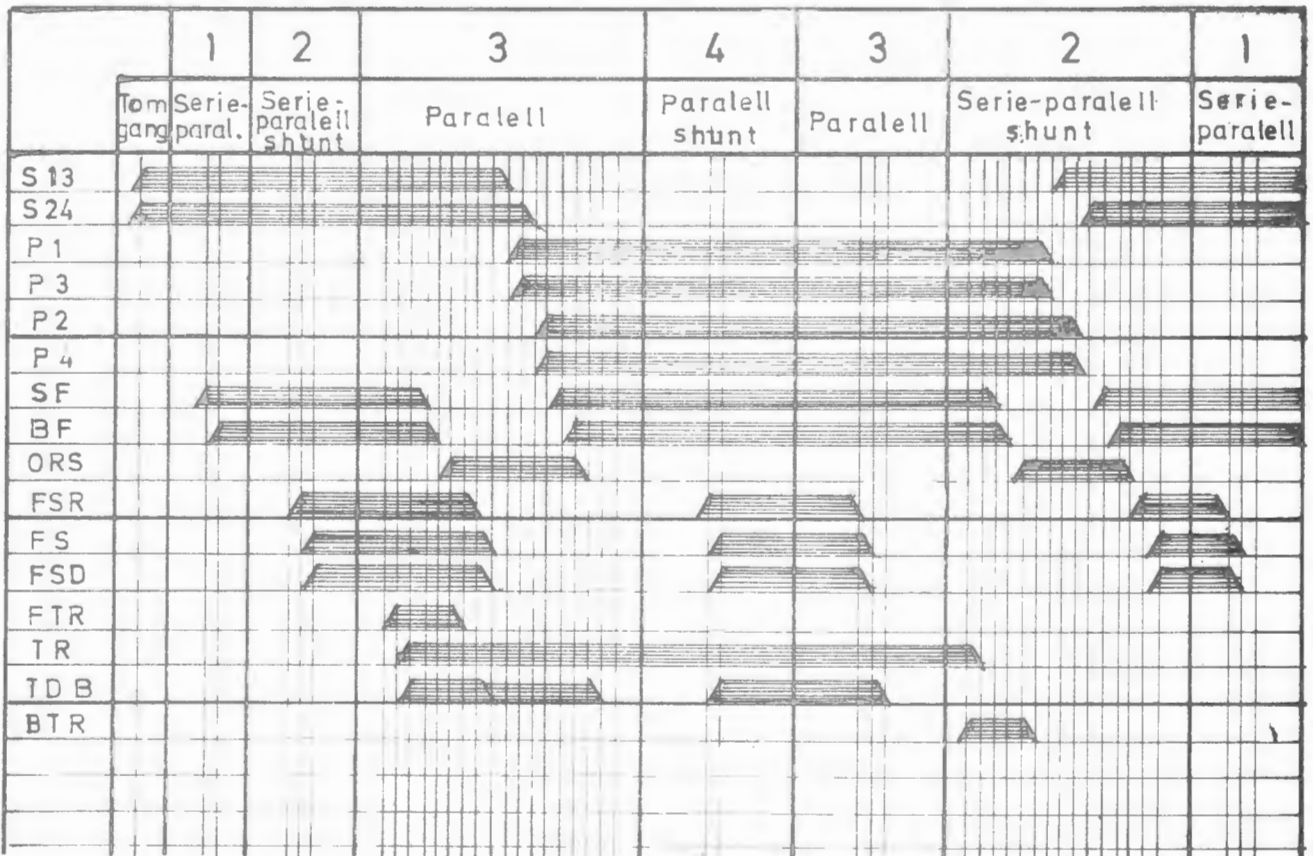 1 2 3 4 3 2 1
Tom Serie- Serie- Paralell Paralell Paralell Serie-paralell Serie-
gang paral. paralell shunt shunt paralell
shunt
S13
S24
P1
P3
P2
P4
SF
BF
ORS
FSR
FS
FSD
FTR
TR
TDB
BTR